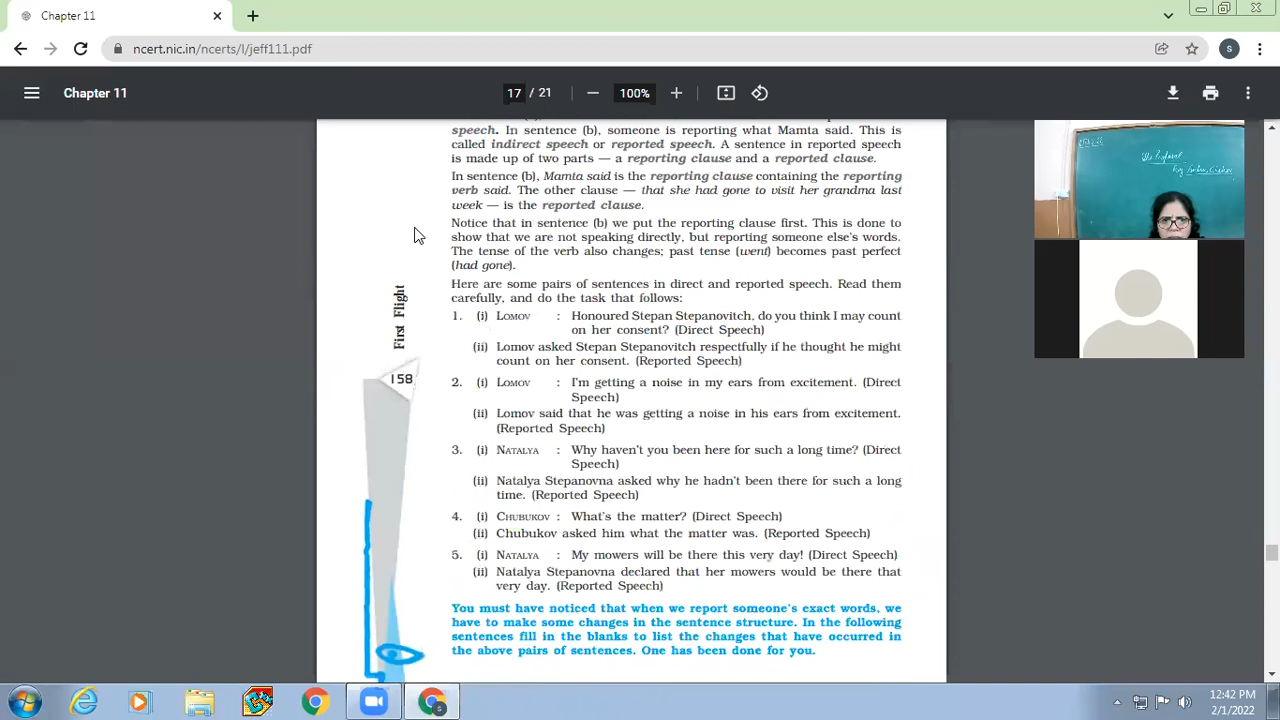 Chapter 11
ncert.nic.in/ncerts/l/jeff111.pdf
s
Chapter 11
17 / 21
100%
speech. In sentence (b), someone is reporting what Mamta said. This is
called indirect speech or reported speech. A sentence in reported speech
is made up of two parts — a reporting clause and a reported clause.
In sentence (b), Mamta said is the reporting clause containing the reporting
verb said. The other clause — that she had gone to visit her grandma last
week — is the reported clause.
Notice that in sentence (b) we put the reporting clause first. This is done to
show that we are not speaking directly, but reporting someone else's words.
The tense of the verb also changes; past tense (went) becomes past perfect
(had gone).
Here are some pairs of sentences in direct and reported speech. Read them
carefully, and do the task that follows:
1. (i) LOMOV : Honoured Stepan Stepanovitch, do you think I may count
on her consent? (Direct Speech)
(ii) Lomov asked Stepan Stepanovitch respectfully if he thought he might
count on her consent. (Reported Speech)
2. (i) LOMOV : I'm getting a noise in my ears from excitement. (Direct
Speech)
(ii) Lomov said that he was getting a noise in his ears from excitement.
(Reported Speech)
3. (i) NATALYA : Why haven't you been here for such a long time? (Direct
Speech)
(ii) Natalya Stepanovna asked why he hadn't been there for such a long
time. (Reported Speech)
4. (i) CHUBUKOV : What's the matter? (Direct Speech)
(ii) Chubukov asked him what the matter was. (Reported Speech)
5. (i) NATALYA : My mowers will be there this very day! (Direct Speech)
(ii) Natalya Stepanovna declared that her mowers would be there that
very day. (Reported Speech)
You must have noticed that when we report someone's exact words, we
have to make some changes in the sentence structure. In the following
sentences fill in the blanks to list the changes that have occurred in
the above pairs of sentences. One has been done for you.
First Flight
158
The Proposal
By
12:42 PM
2/1/2022